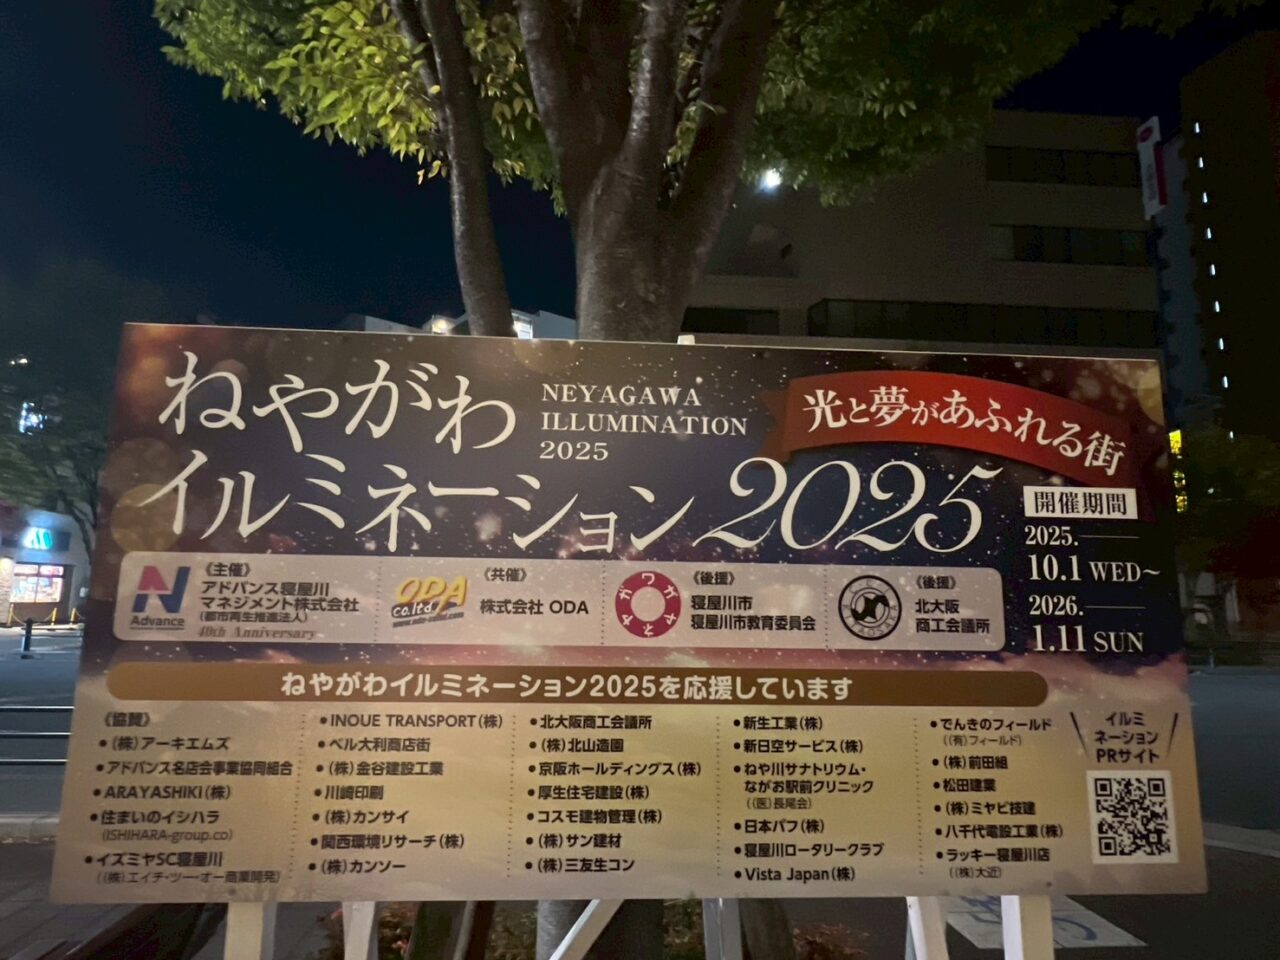 ねやがわ
イルミネーション2025
NEYAGAWA
ILLUMINATION
2025
光と夢があふれる街
開催期間
2025.
10.1 WED～
2026.
1.11 SUN
Advance
《主催》
アドバンス寝屋川
マネジメント株式会社
(都市再生推進法人)
40th Anniversary
ODA
co.ltd
《共催》
株式会社 ODA
ワガヤネヤガワ
《後援》
寝屋川市
寝屋川市教育委員会
《後援》
北大阪
商工会議所
ねやがわイルミネーション2025を応援しています
《協賛》
●(株)アーキエムズ
●アドバンス名店会事業協同組合
●ARAYASHIKI(株)
●住まいのイシハラ
(ISHIHARA-group.co)
●イズミヤSC寝屋川
((株)エイチ・ツー・オー商業開発)
●INOUE TRANSPORT(株)
●ベル大利商店街
●(株)金谷建設工業
●川﨑印刷
●(株)カンサイ
●関西環境リサーチ(株)
●(株)カンソー
●北大阪商工会議所
●(株)北山造園
●京阪ホールディングス(株)
●厚生住宅建設(株)
●コスモ建物管理(株)
●(株)サン建材
●(株)三友生コン
●新生工業(株)
●新日空サービス(株)
●ねや川サナトリウム・
ながお駅前クリニック
((医)長尾会)
●日本パフ(株)
●寝屋川ロータリークラブ
●Vista Japan(株)
●でんきのフィールド
((有)フィールド)
●(株)前田組
●松田建業
●(株)ミヤビ技建
●八千代電設工業(株)
●ラッキー寝屋川店
((株)大近)
イルミ
ネーション
PRサイト